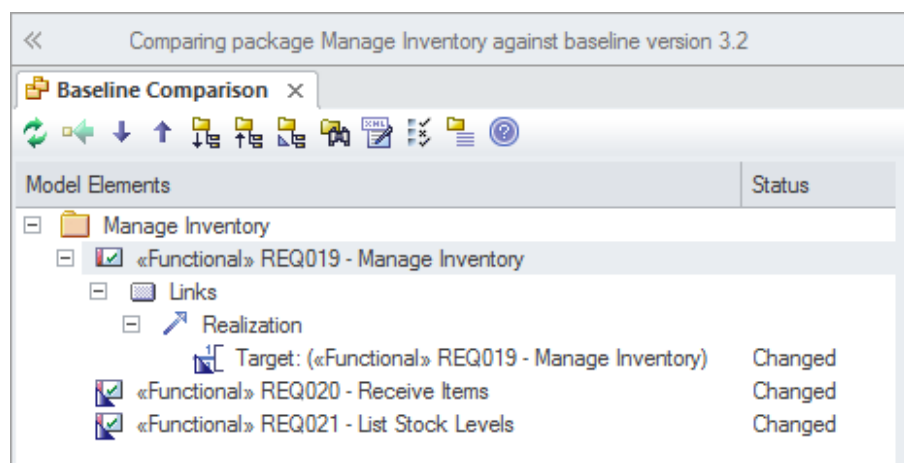 Comparing package Manage Inventory against baseline version 3.2
Baseline Comparison
Model Elements Status
Manage Inventory
«Functional» REQ019 - Manage Inventory
Links
Realization
Target: («Functional» REQ019 - Manage Inventory) Changed
«Functional» REQ020 - Receive Items Changed
«Functional» REQ021 - List Stock Levels Changed